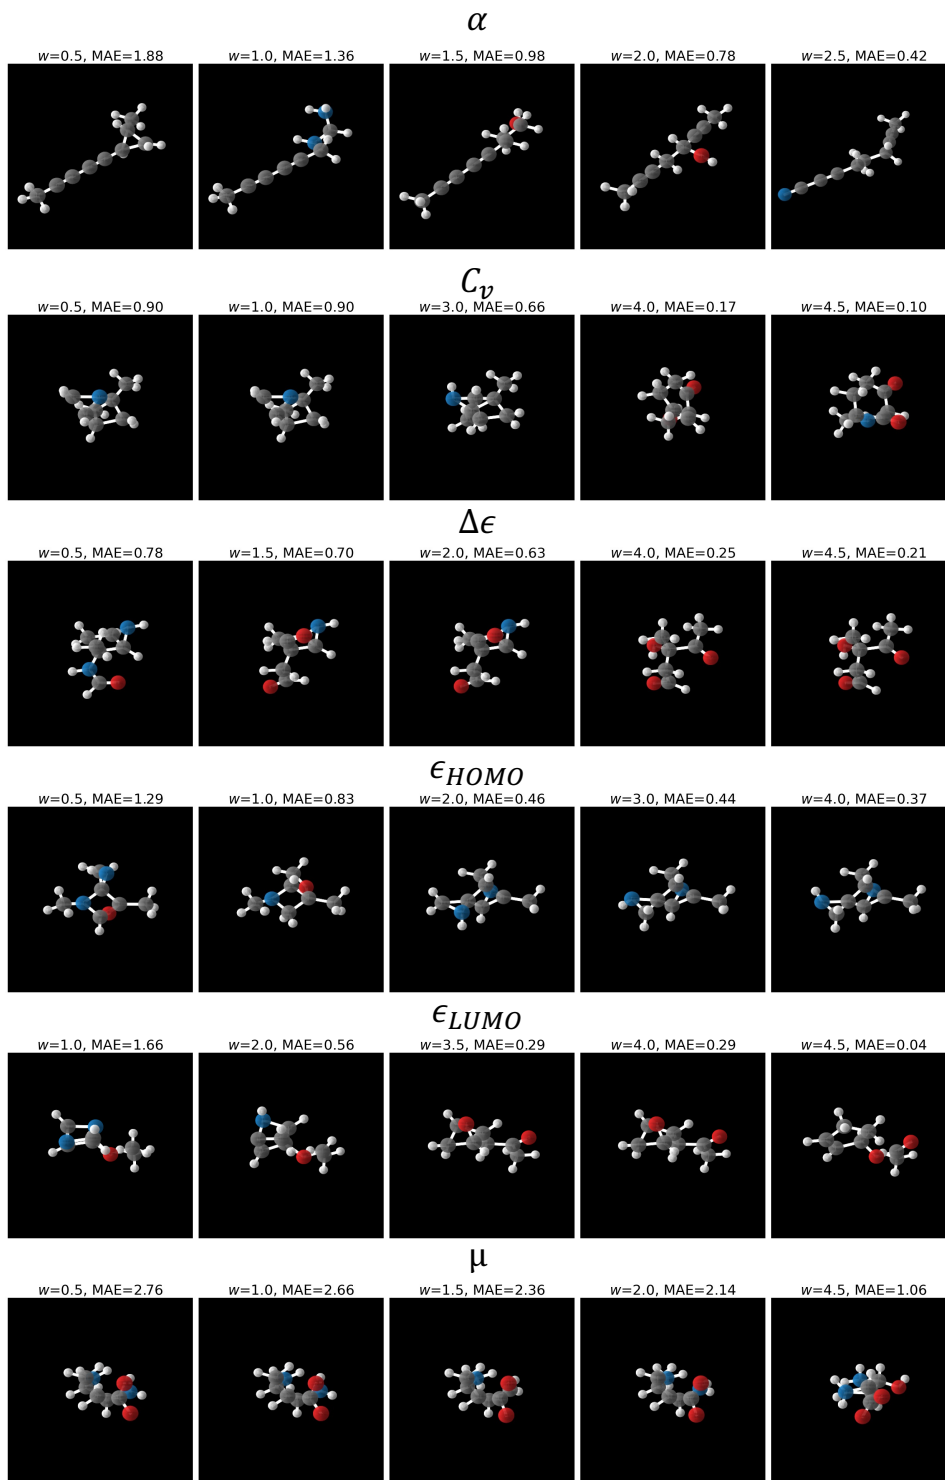 α
w=0.5, MAE=1.88 w=1.0, MAE=1.36 w=1.5, MAE=0.98 w=2.0, MAE=0.78 w=2.5, MAE=0.42
C_v
w=0.5, MAE=0.90 w=1.0, MAE=0.90 w=3.0, MAE=0.66 w=4.0, MAE=0.17 w=4.5, MAE=0.10
Δϵ
w=0.5, MAE=0.78 w=1.5, MAE=0.70 w=2.0, MAE=0.63 w=4.0, MAE=0.25 w=4.5, MAE=0.21
ϵ_HOMO
w=0.5, MAE=1.29 w=1.0, MAE=0.83 w=2.0, MAE=0.46 w=3.0, MAE=0.44 w=4.0, MAE=0.37
ϵ_LUMO
w=1.0, MAE=1.66 w=2.0, MAE=0.56 w=3.5, MAE=0.29 w=4.0, MAE=0.29 w=4.5, MAE=0.04
μ
w=0.5, MAE=2.76 w=1.0, MAE=2.66 w=1.5, MAE=2.36 w=2.0, MAE=2.14 w=4.5, MAE=1.06